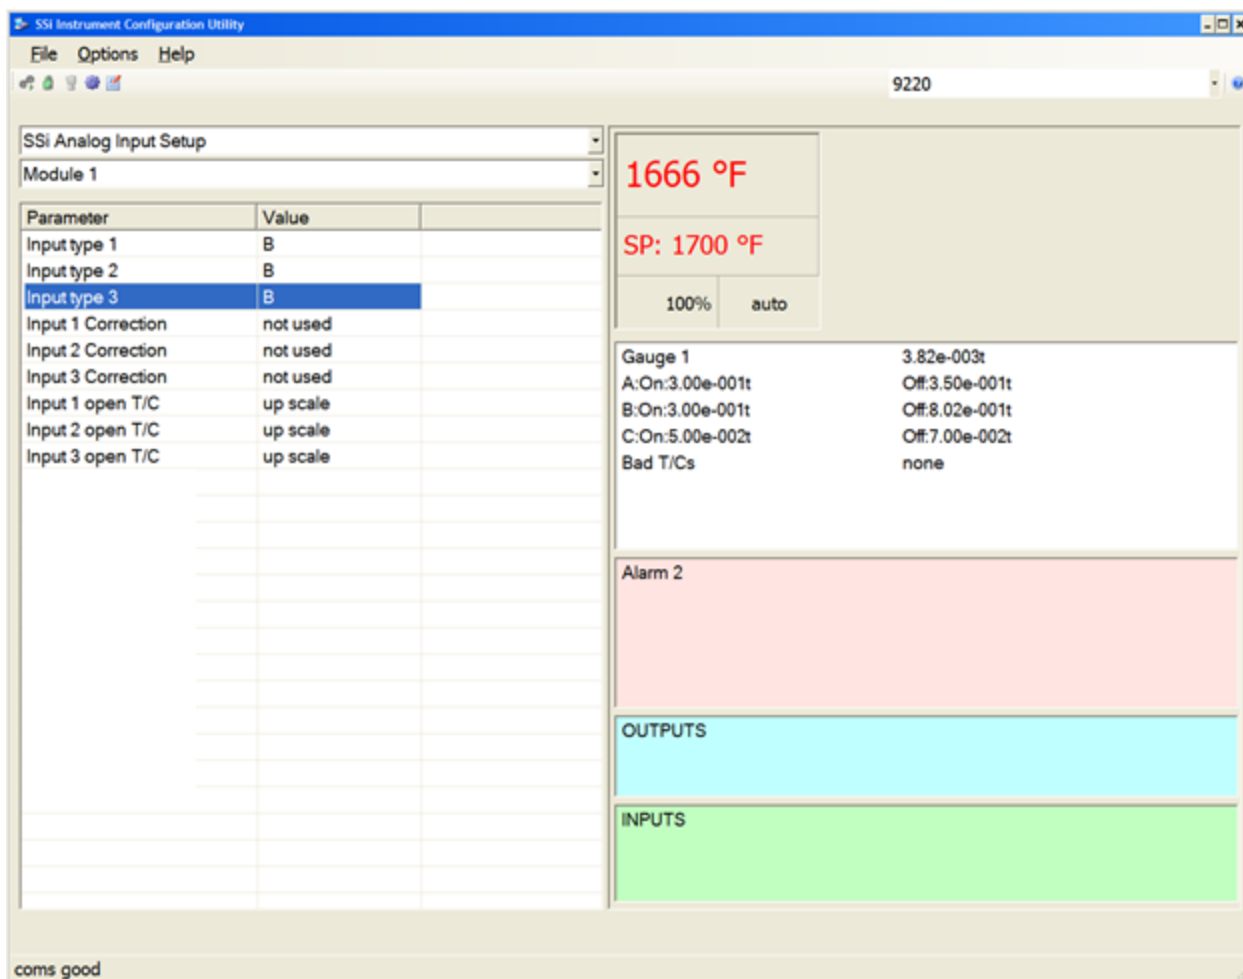 SSi Instrument Configuration Utility
File Options Help
9220
SSi Analog Input Setup
Module 1
Parameter Value
Input type 1 B
Input type 2 B
Input type 3 B
Input 1 Correction not used
Input 2 Correction not used
Input 3 Correction not used
Input 1 open T/C up scale
Input 2 open T/C up scale
Input 3 open T/C up scale
1666 °F
SP: 1700 °F
100% auto
Gauge 1 3.82e-003t
A:On:3.00e-001t Off:3.50e-001t
B:On:3.00e-001t Off:8.02e-001t
C:On:5.00e-002t Off:7.00e-002t
Bad T/Cs none
Alarm 2
OUTPUTS
INPUTS
coms good